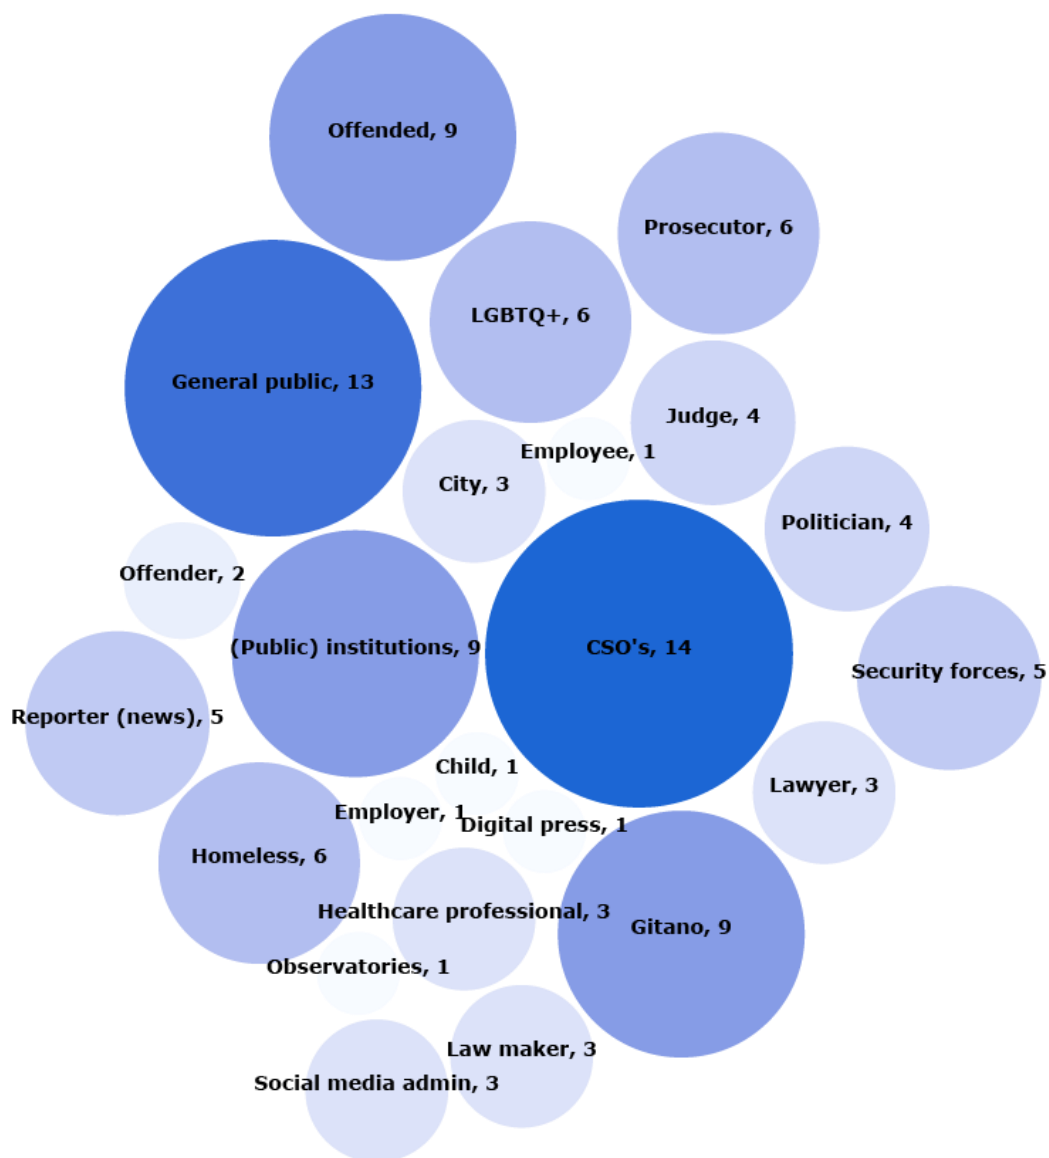 Offended, 9
Prosecutor, 6
LGBTQ+, 6
General public, 13
Judge, 4
Employee, 1
City, 3
Politician, 4
Offender, 2
(Public) institutions, 9
CSO's, 14
Security forces, 5
Reporter (news), 5
Child, 1
Lawyer, 3
Employer, 1
Digital press, 1
Homeless, 6
Healthcare professional, 3
Gitano, 9
Observatories, 1
Law maker, 3
Social media admin, 3